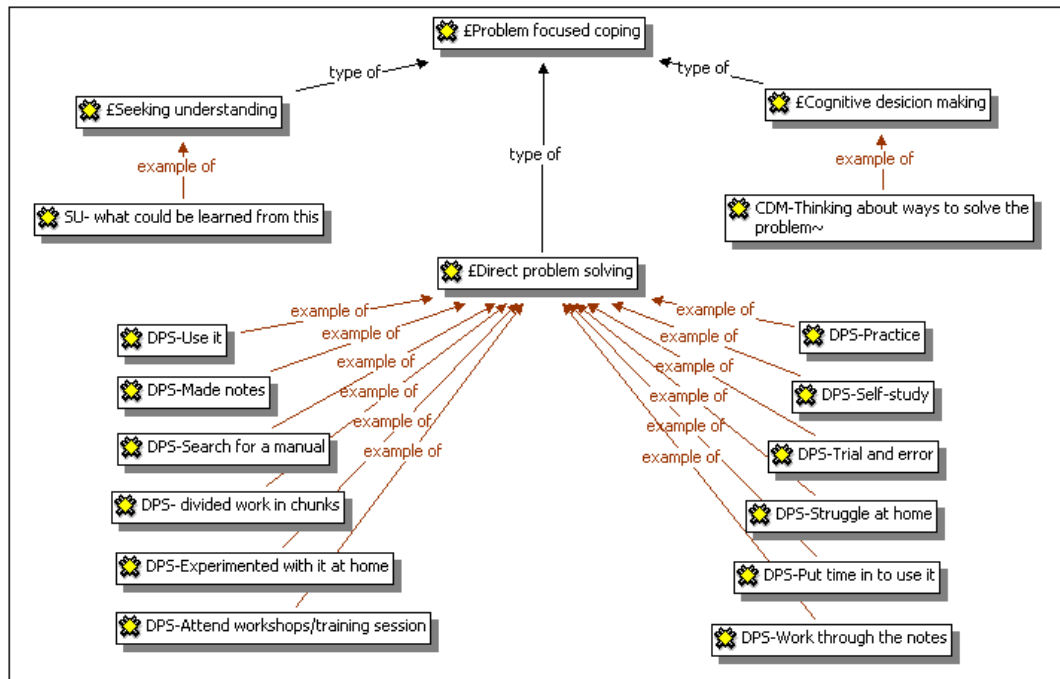 £Problem focused coping
type of
type of
£Seeking understanding
£Cognitive desicion making
example of
type of
example of
SU- what could be learned from this
CDM-Thinking about ways to solve the
problem~
£Direct problem solving
example of
example of
DPS-Use it
DPS-Practice
example of
example of
DPS-Made notes
DPS-Self-study
example of
example of
example of
example of
DPS-Search for a manual
DPS-Trial and error
example of
example of
example of
example of
DPS- divided work in chunks
DPS-Struggle at home
DPS-Experimented with it at home
DPS-Put time in to use it
DPS-Attend workshops/training session
DPS-Work through the notes